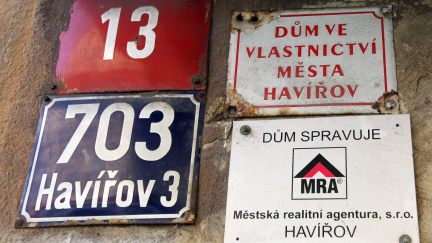 13
703
Havířov 3
DŮM VE
VLASTNICTVÍ
MĚSTA
HAVÍŘOV
DŮM SPRAVUJE
MRA®
Městská realitní agentura, s.r.o.
HAVÍŘOV